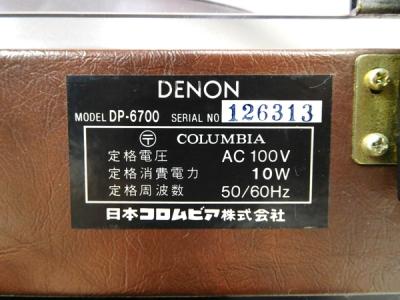 DENON
MODEL DP-6700 SERIAL NO 126313
〒 COLUMBIA
定格電圧 AC 100V
定格消費電力 10W
定格周波数 50/60Hz
日本コロムビア株式会社